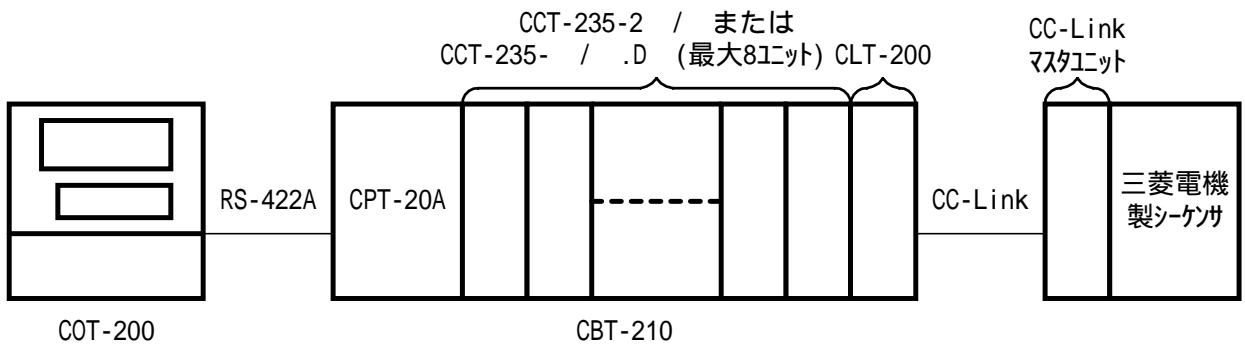 CCT-235-2 / または
CCT-235- / .D (最大8ﾕﾆｯﾄ)
CLT-200
CC-Link
ﾏｽﾀﾕﾆｯﾄ
RS-422A
CPT-20A
CC-Link
三菱電機
製ｼｰｹﾝｻ
COT-200
CBT-210